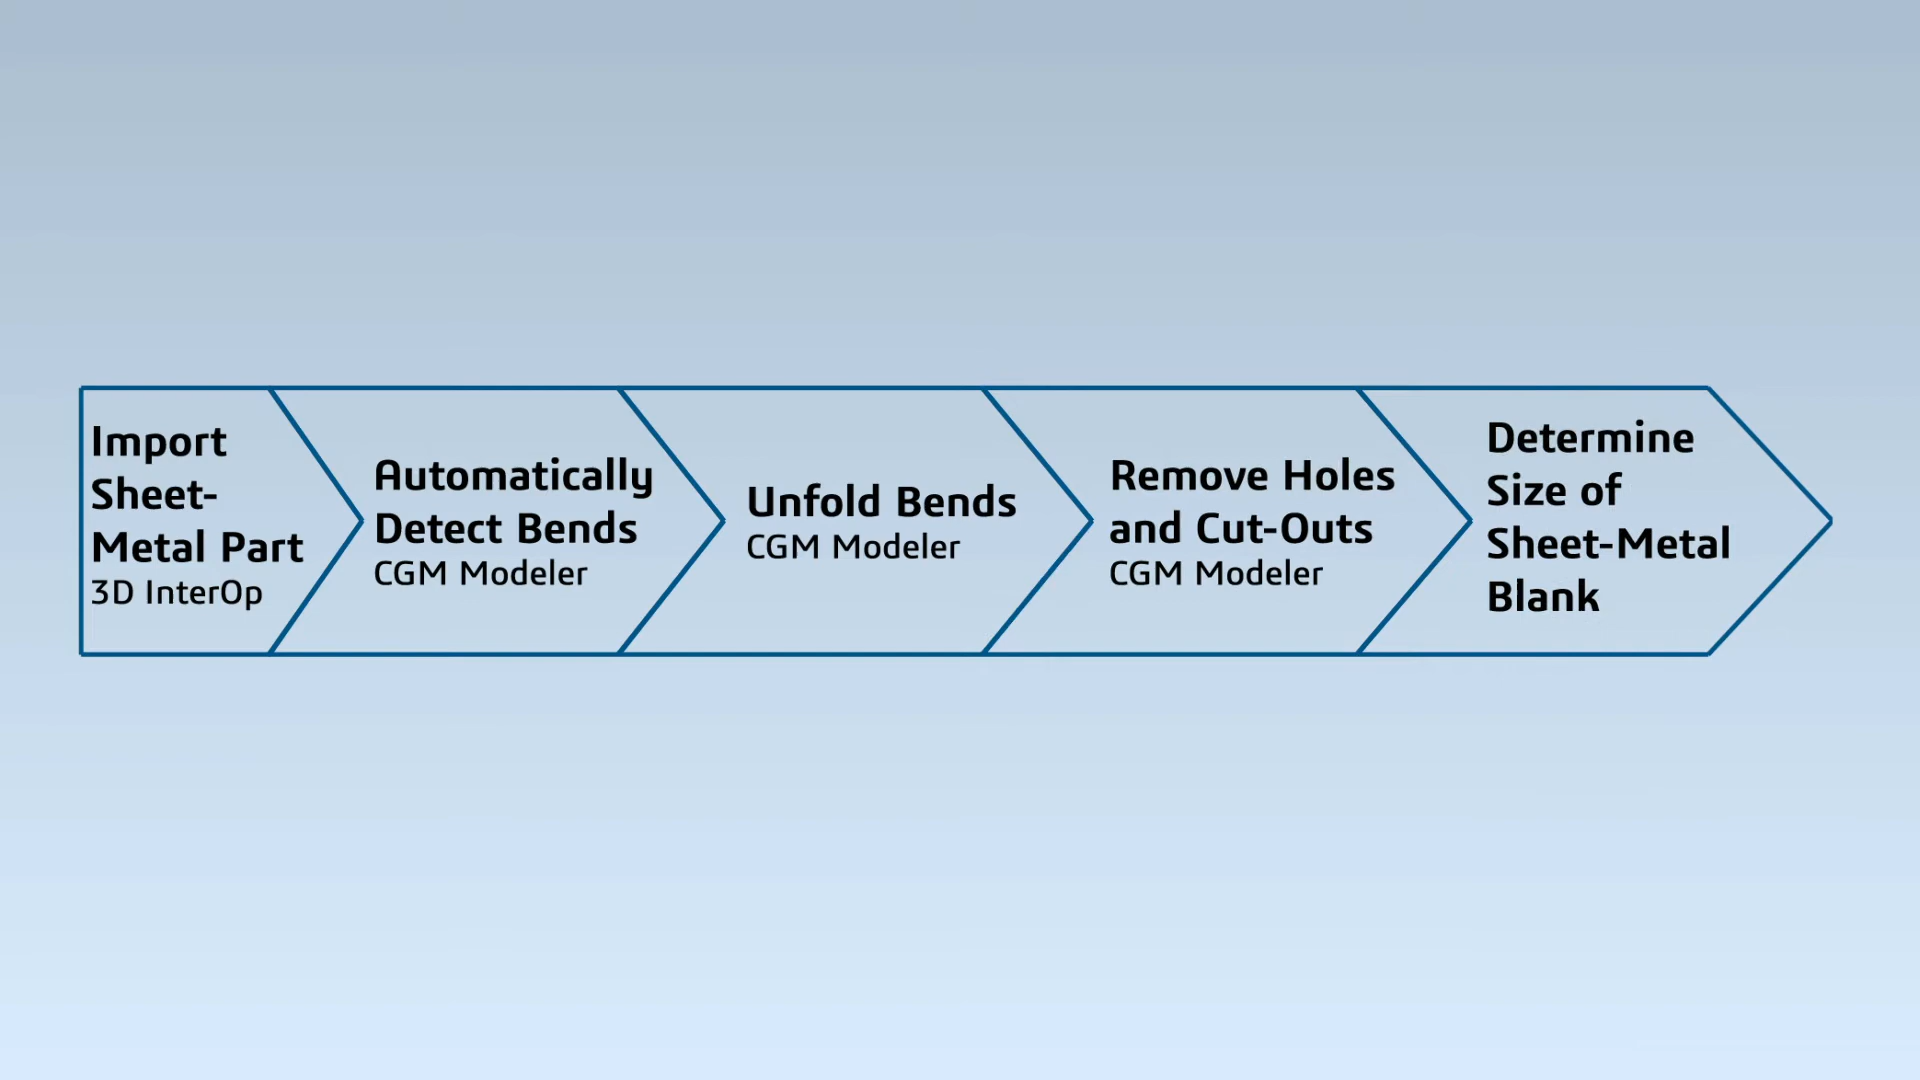 Import
Sheet-
Metal Part
3D InterOp
Automatically
Detect Bends
CGM Modeler
Unfold Bends
CGM Modeler
Remove Holes
and Cut-Outs
CGM Modeler
Determine
Size of
Sheet-Metal
Blank